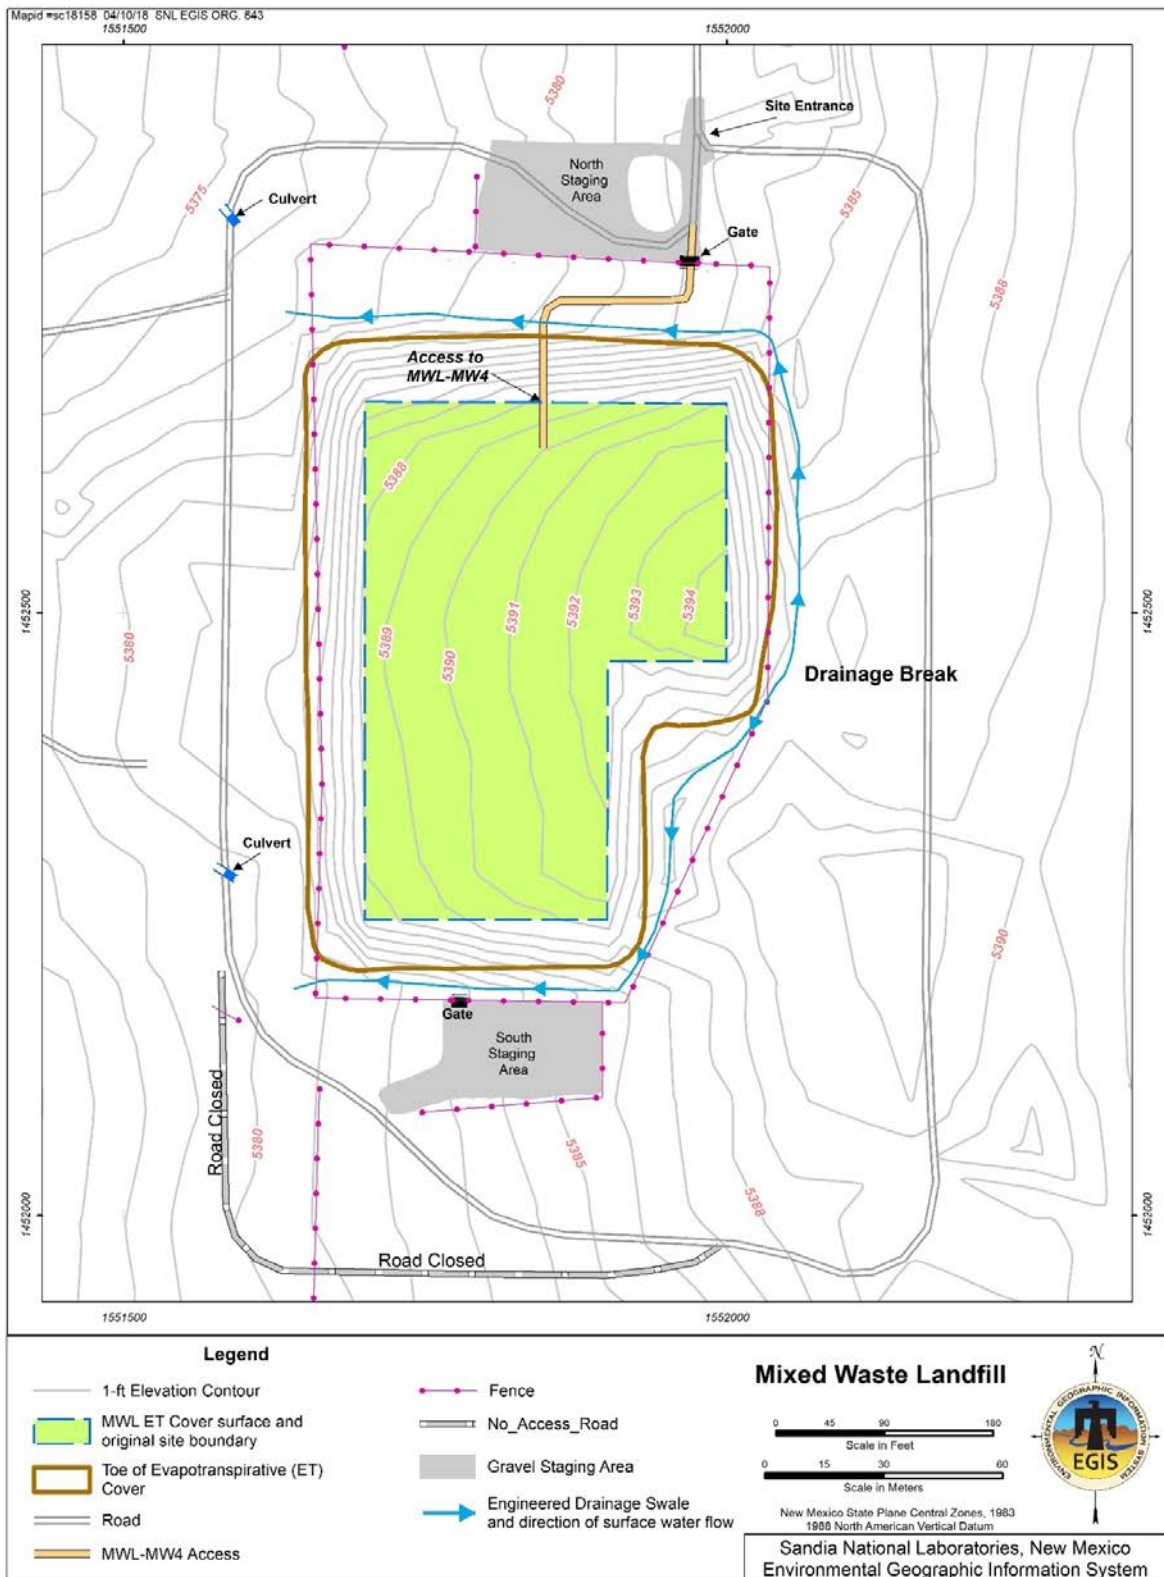 Mapid =sc18158 04/10/18 SNL EGIS ORG. 643
1551500
1552000
5380
Site Entrance
North
Staging
Area
5375
Culvert
5385
Gate
5388
Access to
MWL-MW4
5388
1452500
1452500
5380
5389
5390
5391
5392
5393
5394
Drainage Break
Culvert
5390
Gate
South
Staging
Area
Road Closed
5380
5385
5388
1452000
1452000
Road Closed
1551500
1552000
Legend
1-ft Elevation Contour
MWL ET Cover surface and
original site boundary
Toe of Evapotranspirative (ET)
Cover
Road
MWL-MW4 Access
Fence
No_Access_Road
Gravel Staging Area
Engineered Drainage Swale
and direction of surface water flow
Mixed Waste Landfill
0 45 90 180
Scale in Feet
0 15 30 60
Scale in Meters
N
ENVIRONMENTAL GEOGRAPHIC INFORMATION SYSTEM
EGIS
New Mexico State Plane Central Zones, 1983
1988 North American Vertical Datum
Sandia National Laboratories, New Mexico
Environmental Geographic Information System